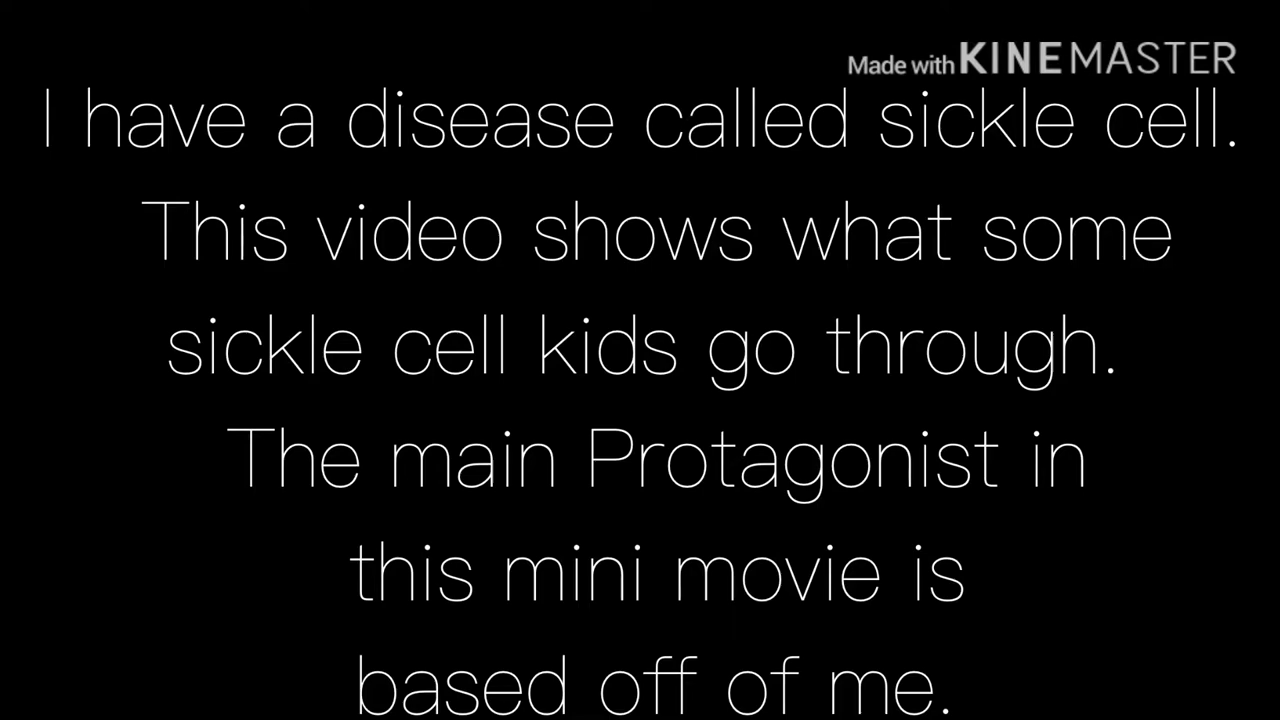 Made with KINEMASTER
I have a disease called sickle cell.
This video shows what some
sickle cell kids go through.
The main Protagonist in
this mini movie is
based off of me.